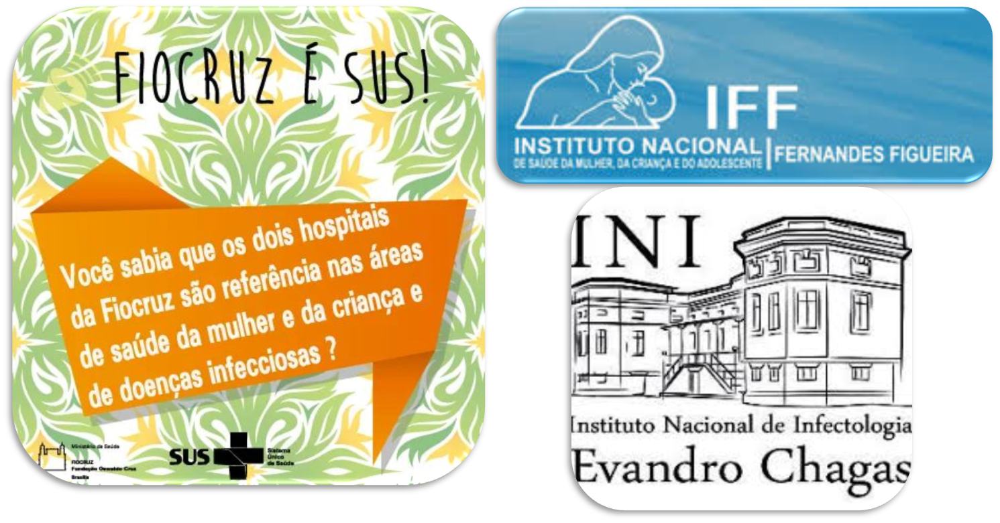 FIOCRUZ É SUS!
Você sabia que os dois hospitais
da Fiocruz são referência nas áreas
de saúde da mulher e da criança e
de doenças infecciosas ?
Ministério da Saúde
FIOCRUZ
Fundação Oswaldo Cruz
Brasília
SUS
Sistema
Único
de Saúde
IFF
INSTITUTO NACIONAL
DE SAÚDE DA MULHER, DA CRIANÇA E DO ADOLESCENTE
FERNANDES FIGUEIRA
INI
Instituto Nacional de Infectologia
Evandro Chagas